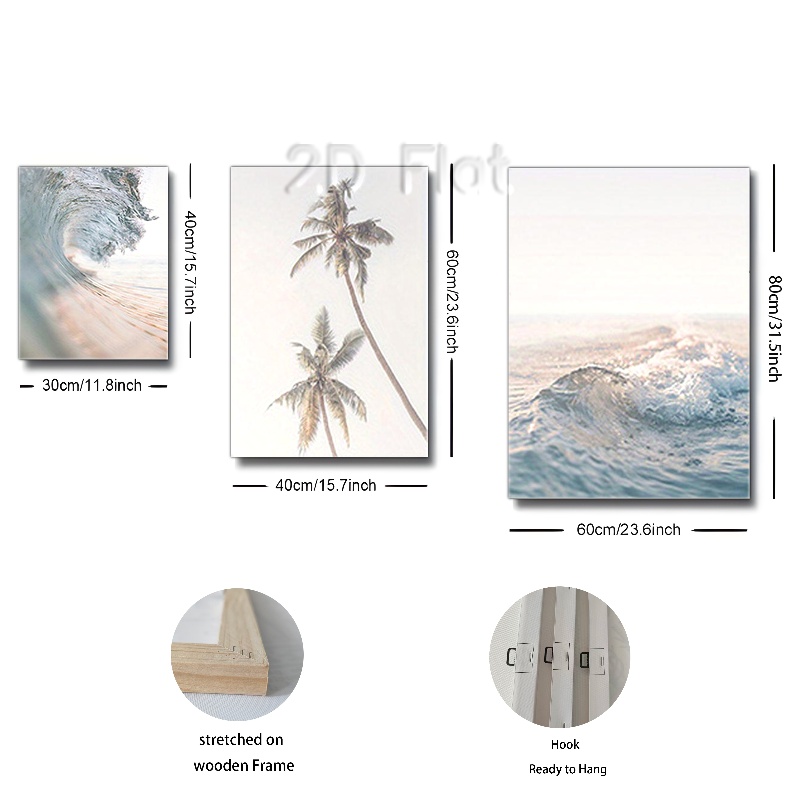 2D Flat
40cm/15.7inch
30cm/11.8inch
60cm/23.6inch
40cm/15.7inch
80cm/31.5inch
60cm/23.6inch
stretched on
wooden Frame
Hook
Ready to Hang